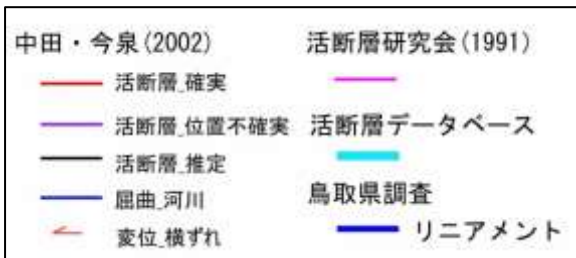 中田・今泉(2002)
活断層_確実
活断層_位置不確実
活断層_推定
屈曲_河川
変位_横ずれ
活断層研究会(1991)
活断層データベース
鳥取県調査
リニアメント